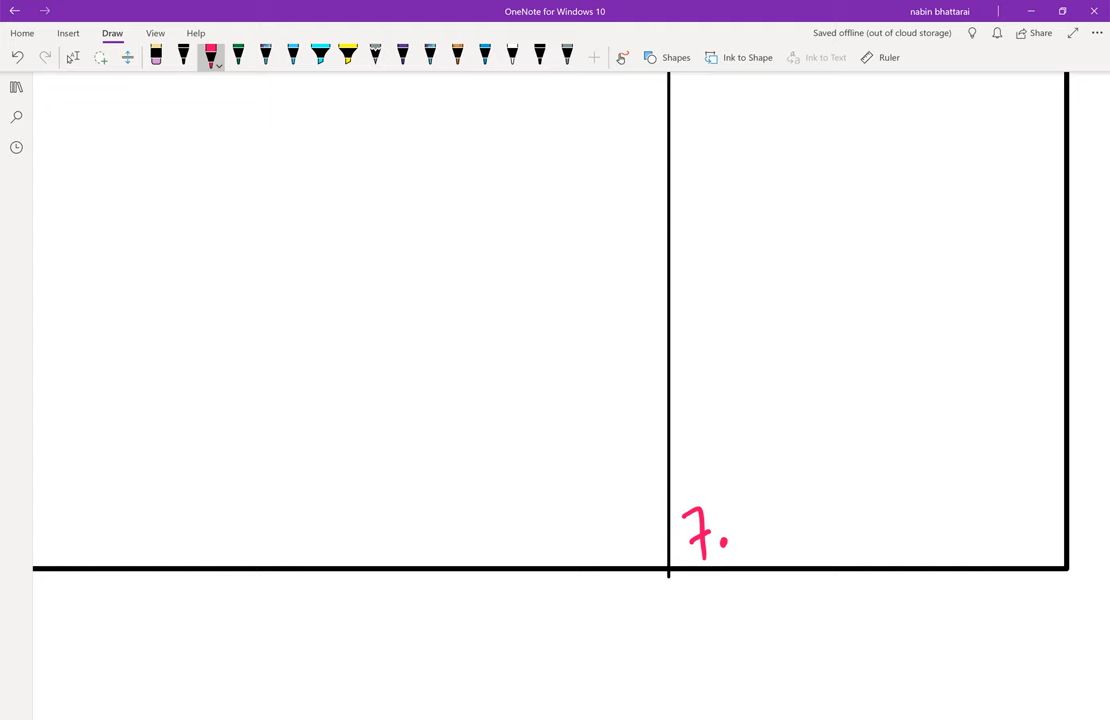 OneNote for Windows 10
nabin bhattarai
Home Insert Draw View Help
Saved offline (out of cloud storage)
Share
Shapes
Ink to Shape
Ink to Text
Ruler
7.